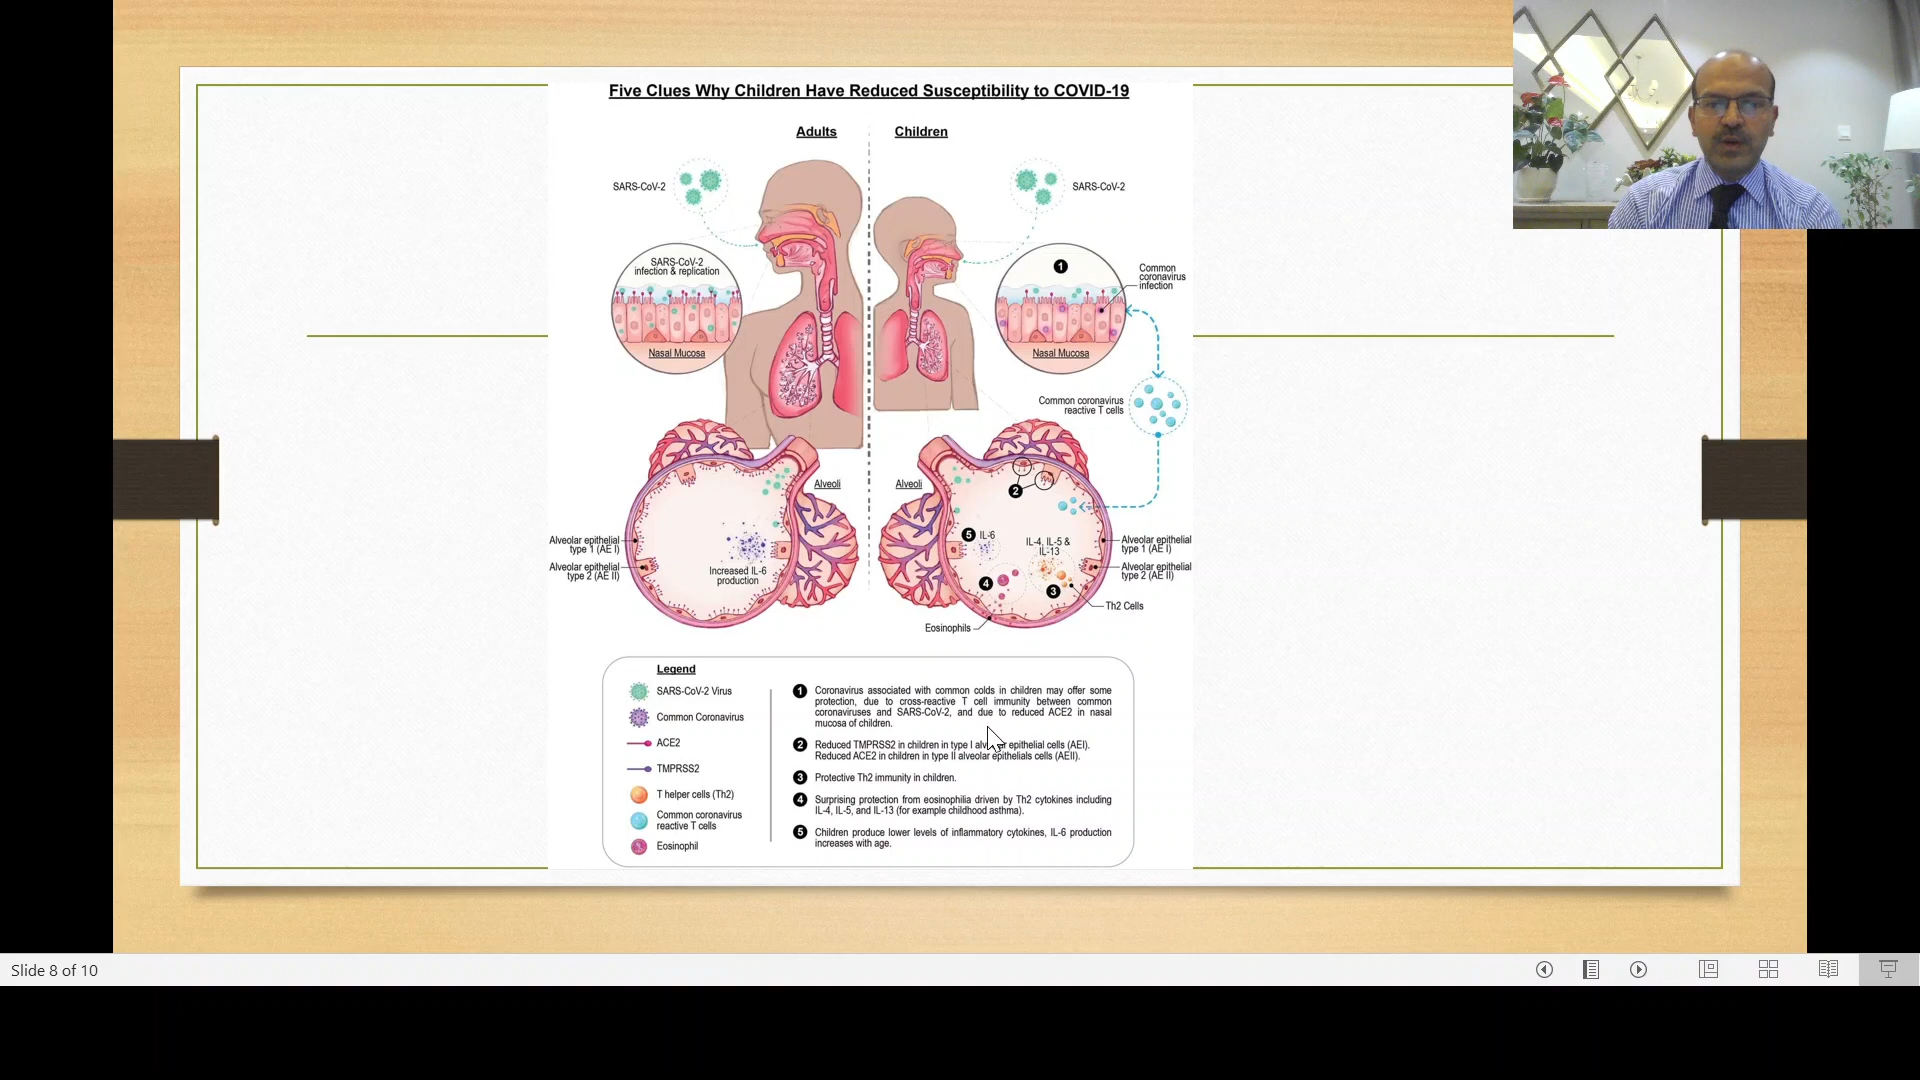 Five Clues Why Children Have Reduced Susceptibility to COVID-19
Adults
Children
SARS-CoV-2
SARS-CoV-2
SARS-CoV-2
infection & replication
Nasal Mucosa
1
Common
coronavirus
infection
Nasal Mucosa
Common coronavirus
reactive T cells
Alveoli
Alveoli
2
Alveolar epithelial
type 1 (AE I)
Alveolar epithelial
type 2 (AE II)
Increased IL-6
production
5 IL-6
IL-4, IL-5 &
IL-13
4
3
Alveolar epithelial
type 1 (AE I)
Alveolar epithelial
type 2 (AE II)
Th2 Cells
Eosinophils
Legend
SARS-CoV-2 Virus
Common Coronavirus
ACE2
TMPRSS2
T helper cells (Th2)
Common coronavirus
reactive T cells
Eosinophil
1 Coronavirus associated with common colds in children may offer some
protection, due to cross-reactive T cell immunity between common
coronaviruses and SARS-CoV-2, and due to reduced ACE2 in nasal
mucosa of children.
2 Reduced TMPRSS2 in children in type I alveolar epithelial cells (AEI).
Reduced ACE2 in children in type II alveolar epithelials cells (AEII).
3 Protective Th2 immunity in children.
4 Surprising protection from eosinophilia driven by Th2 cytokines including
IL-4, IL-5, and IL-13 (for example childhood asthma).
5 Children produce lower levels of inflammatory cytokines, IL-6 production
increases with age.
Slide 8 of 10